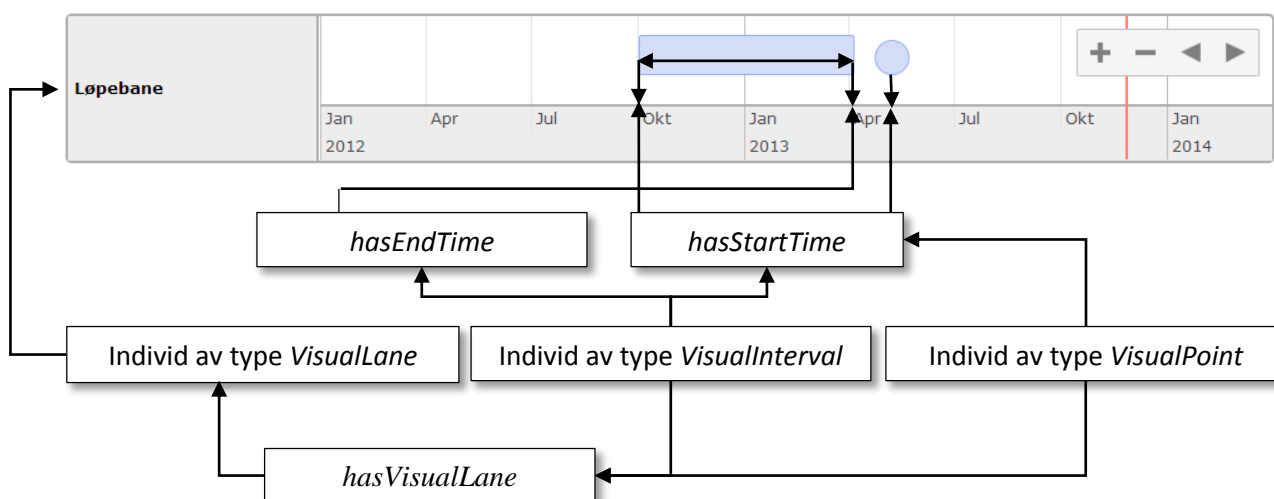 Løpebane
Jan Apr Jul Okt Jan Apr Jul Okt Jan
2012 2013 2014
hasEndTime hasStartTime
Individ av type VisualLane Individ av type VisualInterval Individ av type VisualPoint
hasVisualLane